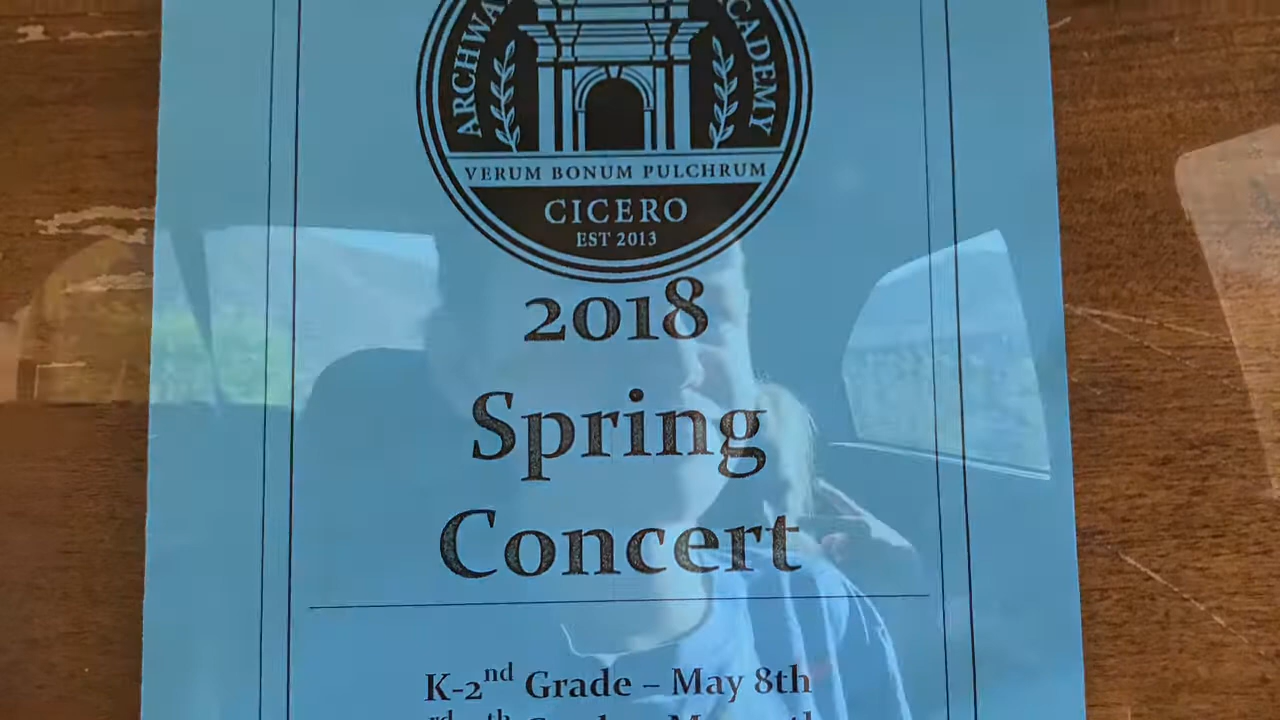 ARCHWAY
ACADEMY
VERUM BONUM PULCHRUM
CICERO
EST 2013
2018
Spring
Concert
K-2nd Grade – May 8th